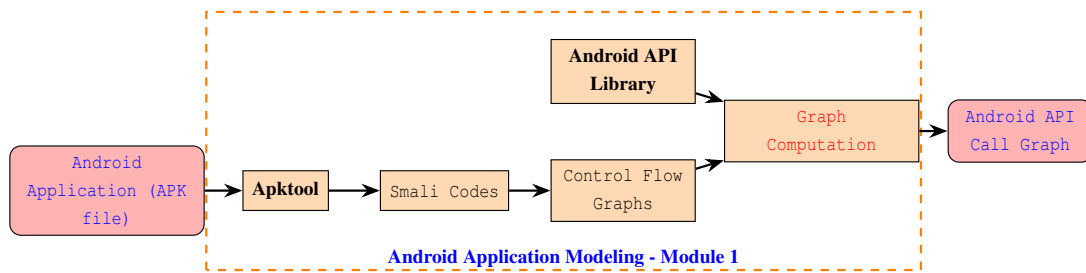 Android API
Library
Graph
Computation
Android API
Call Graph
Android
Application (APK
file)
Apktool
Smali Codes
Control Flow
Graphs
Android Application Modeling - Module 1